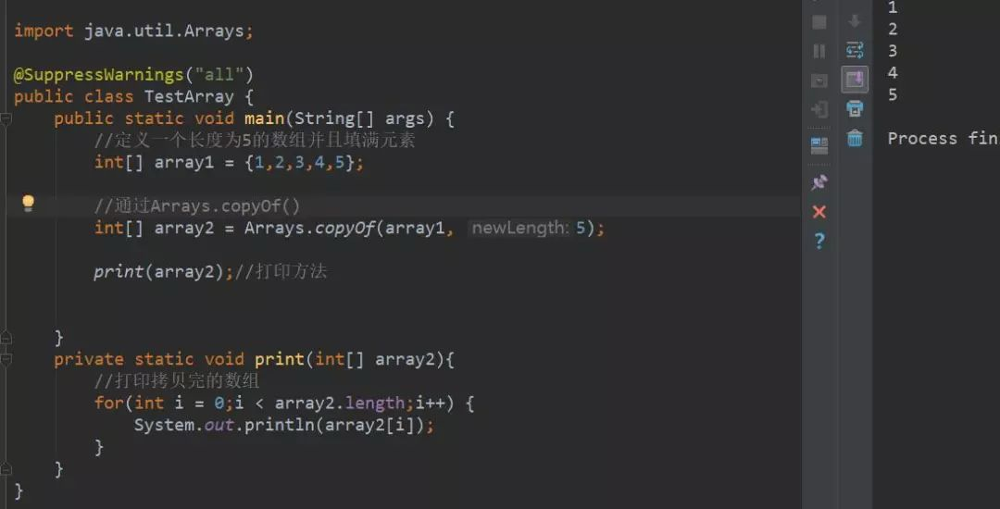 import java.util.Arrays;
@SuppressWarnings("all")
public class TestArray {
public static void main(String[] args) {
//定义一个长度为5的数组并且填满元素
int[] array1 = {1,2,3,4,5};
//通过Arrays.copyOf()
int[] array2 = Arrays.copyOf(array1, newLength: 5);
print(array2);//打印方法
}
private static void print(int[] array2){
//打印拷贝完的数组
for(int i = 0;i < array2.length;i++) {
System.out.println(array2[i]);
}
}
}
1
2
3
4
5
Process fin